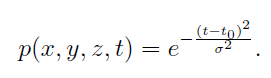 p(x, y, z, t) = e^{-\frac{(t-t_0)^2}{\sigma^2}}.